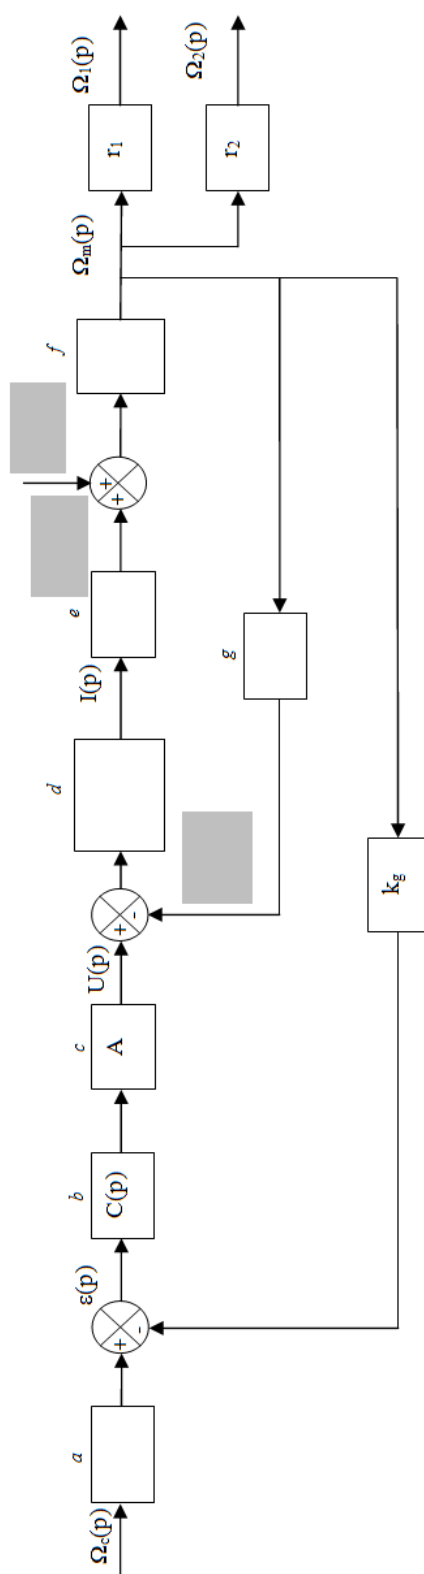 Ωc(p)
a
+
-
ε(p)
b
C(p)
c
A
U(p)
+
-
d
I(p)
e
+
+
f
Ωm(p)
r1
Ω1(p)
r2
Ω2(p)
g
kg